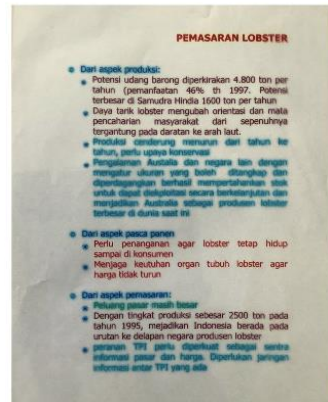 PEMASARAN LOBSTER
Dari aspek produksi:
Potensi udang barong diperkirakan 4.800 ton per
tahun (pemanfaatan 46% th 1997. Potensi
terbesar di Samudra Hindia 1600 ton per tahun
Daya tarik lobster mengubah orientasi dan mata
pencaharian masyarakat dari sepenuhnya
tergantung pada daratan ke arah laut.
Produksi cenderung menurun dari tahun ke
tahun, perlu upaya konservasi
Pengalaman Austalia dan negara lain dengan
mengatur ukuran yang boleh ditangkap dan
diperdagangkan berhasil mempertahankan stok
untuk dapat dieksploitasi secara berkelanjutan dan
menjadikan Australia sebagai produsen lobster
terbesar di dunia saat ini
Dari aspek pasca panen
Perlu penanganan agar lobster tetap hidup
sampai di konsumen
Menjaga keutuhan organ tubuh lobster agar
harga tidak turun
Dari aspek pemasaran:
Peluang pasar masih besar
Dengan tingkat produksi sebesar 2500 ton pada
tahun 1995, mejadikan Indonesia berada pada
urutan ke delapan negara produsen lobster
peranan TPI perlu diperkuat sebagai sentra
informasi pasar dan harga. Diperlukan jaringan
informasi antar TPI yang ada